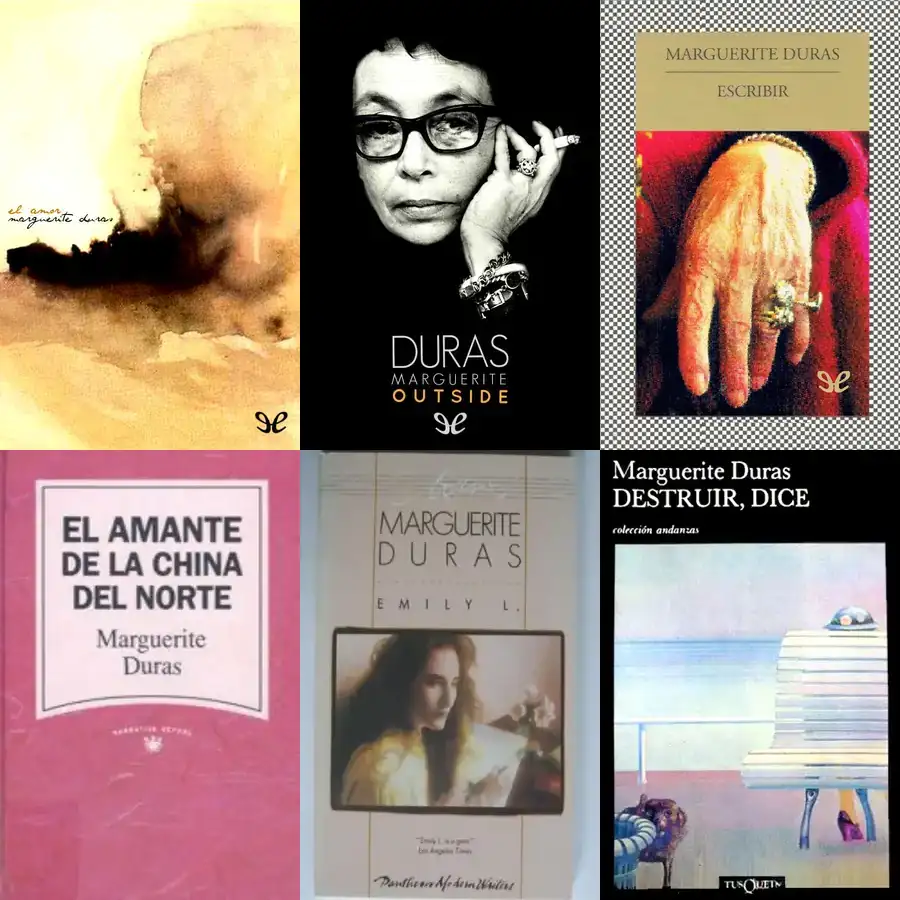 el amor
marguerite duras
DURAS
MARGUERITE
OUTSIDE
MARGUERITE DURAS
ESCRIBIR
EL AMANTE
DE LA CHINA
DEL NORTE
Marguerite
Duras
MARGUERITE
DURAS
EMILY L.
"Emily L. is a gem."
Los Angeles Times
Pantheon Modern Writers
Marguerite Duras
DESTRUIR, DICE
colección andanzas
TUSQUETS